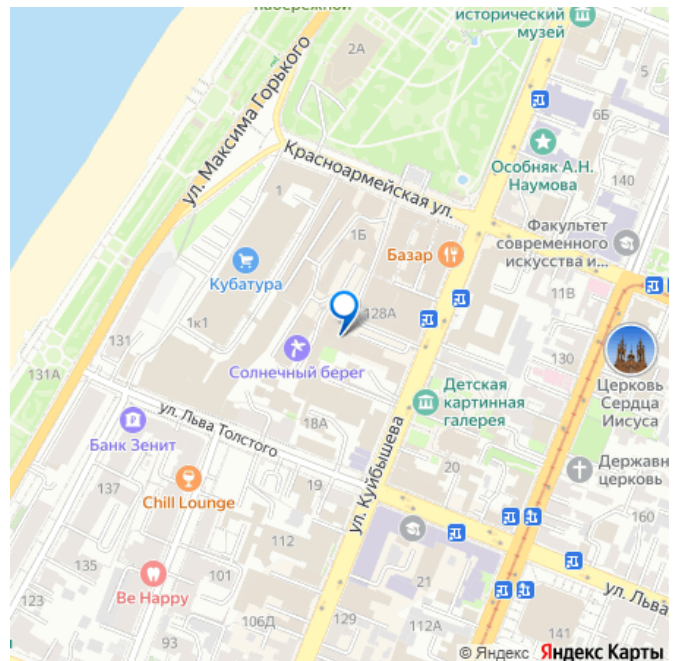 набережной
исторический
музей
2А
5
ул. Максима Горького
6Б
Красноармейская ул.
Особняк А.Н.
Наумова
140
1
1Б
Базар
Факультет
современного
искусства и...
Кубатура
11В
1к1
128А
131
Солнечный берег
130
131А
Церковь
Сердца
Иисуса
Детская
картинная
галерея
ул. Льва Толстого
18А
Банк Зенит
ул. Куйбышева
20
Державн
церковь
137
Chill Lounge
19
160
112
21
101
Be Happy
123
106Д
129
112А
ул. Льва
93
141
© Яндекс Яндекс Карты